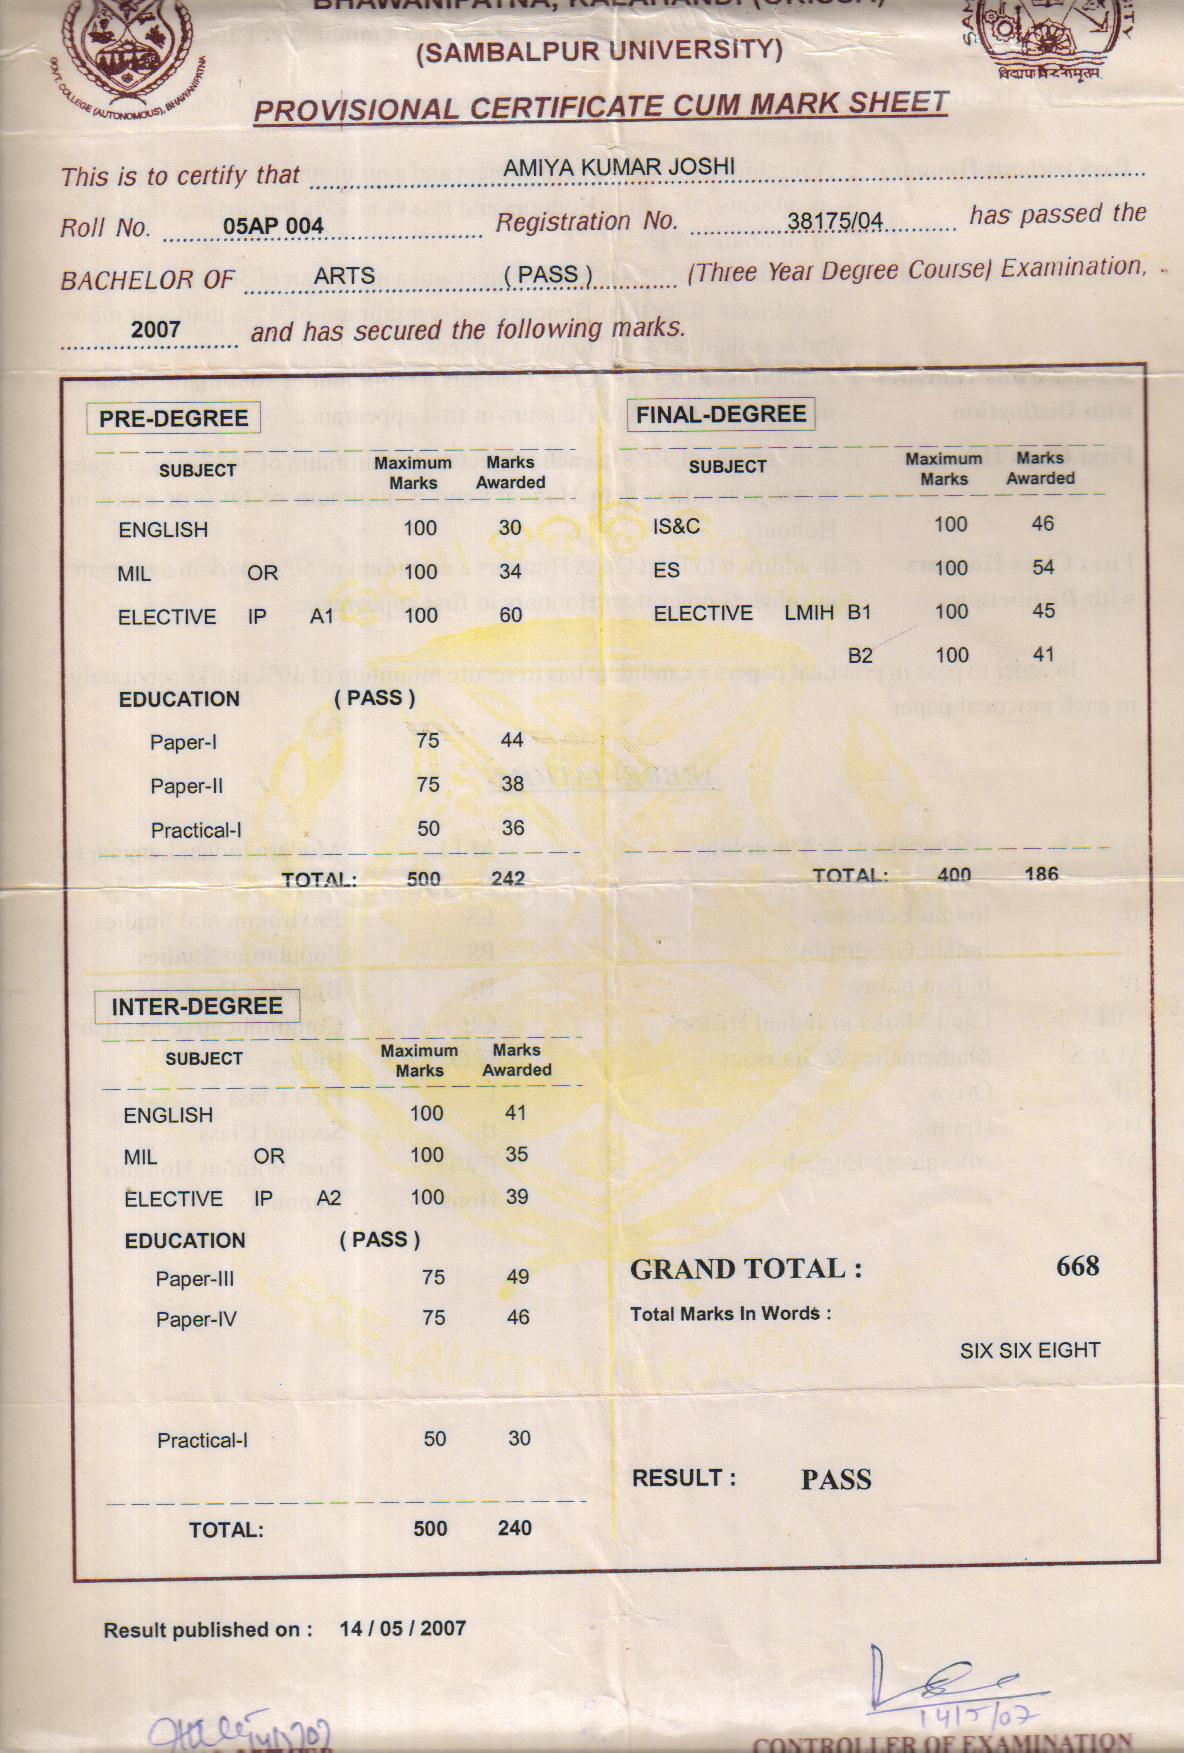 BHAWANIPATNA, KALAHANDI (ORISSA)
(SAMBALPUR UNIVERSITY)
GOVT. COLLEGE (AUTONOMOUS), BHAWANIPATNA
PROVISIONAL CERTIFICATE CUM MARK SHEET
This is to certify that AMIYA KUMAR JOSHI
Roll No. 05AP 004 Registration No. 38175/04 has passed the
BACHELOR OF ARTS ( PASS ) (Three Year Degree Course) Examination,
2007 and has secured the following marks.
PRE-DEGREE
SUBJECT Maximum Marks Marks Awarded
ENGLISH 100 30
MIL OR 100 34
ELECTIVE IP A1 100 60
EDUCATION ( PASS )
Paper-I 75 44
Paper-II 75 38
Practical-I 50 36
TOTAL: 500 242
FINAL-DEGREE
SUBJECT Maximum Marks Marks Awarded
IS&C 100 46
ES 100 54
ELECTIVE LMIH B1 100 45
B2 100 41
TOTAL: 400 186
INTER-DEGREE
SUBJECT Maximum Marks Marks Awarded
ENGLISH 100 41
MIL OR 100 35
ELECTIVE IP A2 100 39
EDUCATION ( PASS )
Paper-III 75 49
Paper-IV 75 46
Practical-I 50 30
TOTAL: 500 240
GRAND TOTAL : 668
Total Marks In Words :
SIX SIX EIGHT
RESULT : PASS
Result published on : 14 / 05 / 2007
14/5/07
CONTROLLER OF EXAMINATION